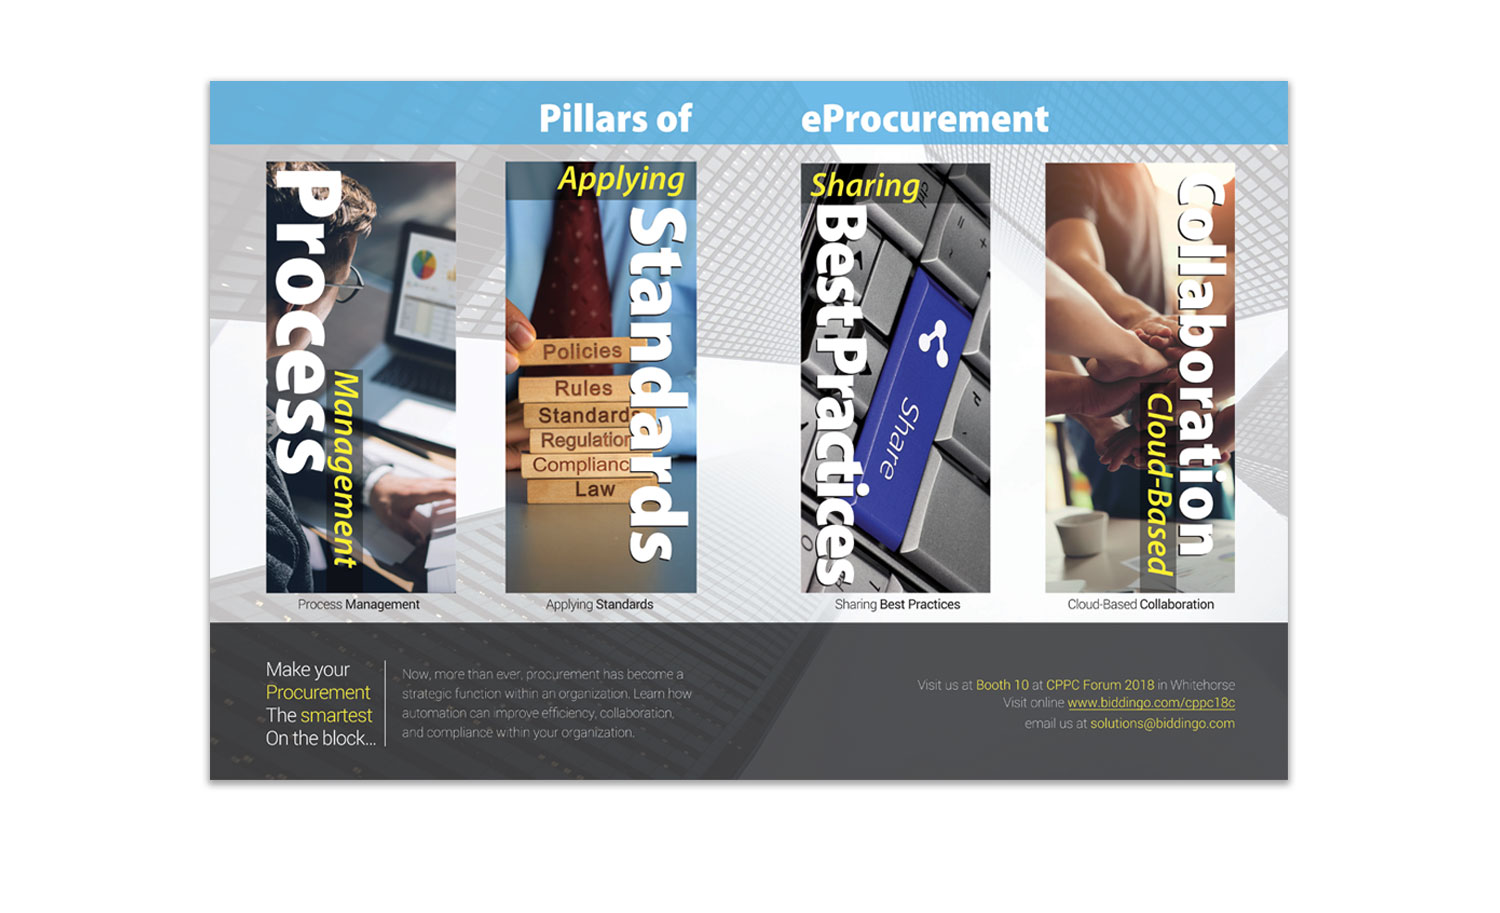 Pillars of eProcurement
Process
Management
Process Management
Applying
Standards
Policies
Rules
Standards
Regulation
Complianc
Law
Applying Standards
Sharing
Best Practices
Share
Sharing Best Practices
Collaboration
Cloud-Based
Cloud-Based Collaboration
Make your
Procurement
The smartest
On the block...
Now, more than ever, procurement has become a
strategic function within an organization. Learn how
automation can improve efficiency, collaboration,
and compliance within your organization.
Visit us at Booth 10 at CPPC Forum 2018 in Whitehorse
Visit online www.biddingo.com/cppc18c
email us at solutions@biddingo.com